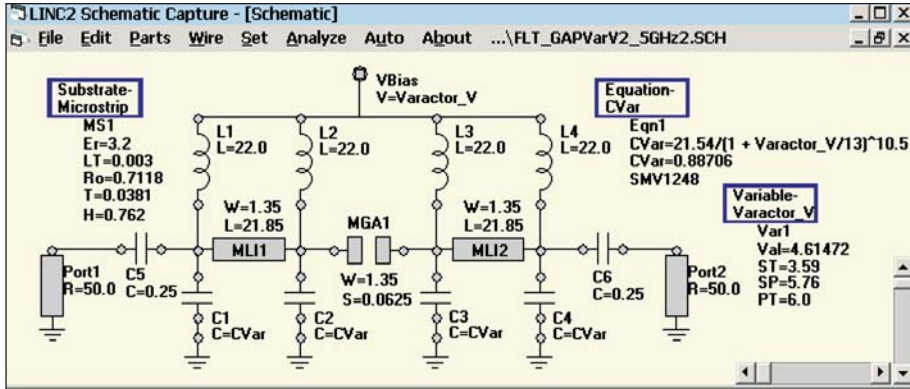 LINC2 Schematic Capture - [Schematic]
File Edit Parts Wire Set Analyze Auto About ...\FLT_GAPVarV2_5GHz2.SCH
VBias
V=Varactor_V
Substrate-
Microstrip
MS1
Er=3.2
LT=0.003
Ro=0.7118
T=0.0381
H=0.762
L1
L=22.0
L2
L=22.0
L3
L=22.0
L4
L=22.0
Equation-
CVar
Eqn1
CVar=21.54/(1 + Varactor_V/13)^10.5
CVar=0.88706
SMV1248
Variable-
Varactor_V
Var1
Val=4.61472
ST=3.59
SP=5.76
PT=6.0
W=1.35
L=21.85
MLI1
MGA1
W=1.35
S=0.0625
W=1.35
L=21.85
MLI2
Port1
R=50.0
C5
C=0.25
C6
C=0.25
Port2
R=50.0
C1
C=CVar
C2
C=CVar
C3
C=CVar
C4
C=CVar